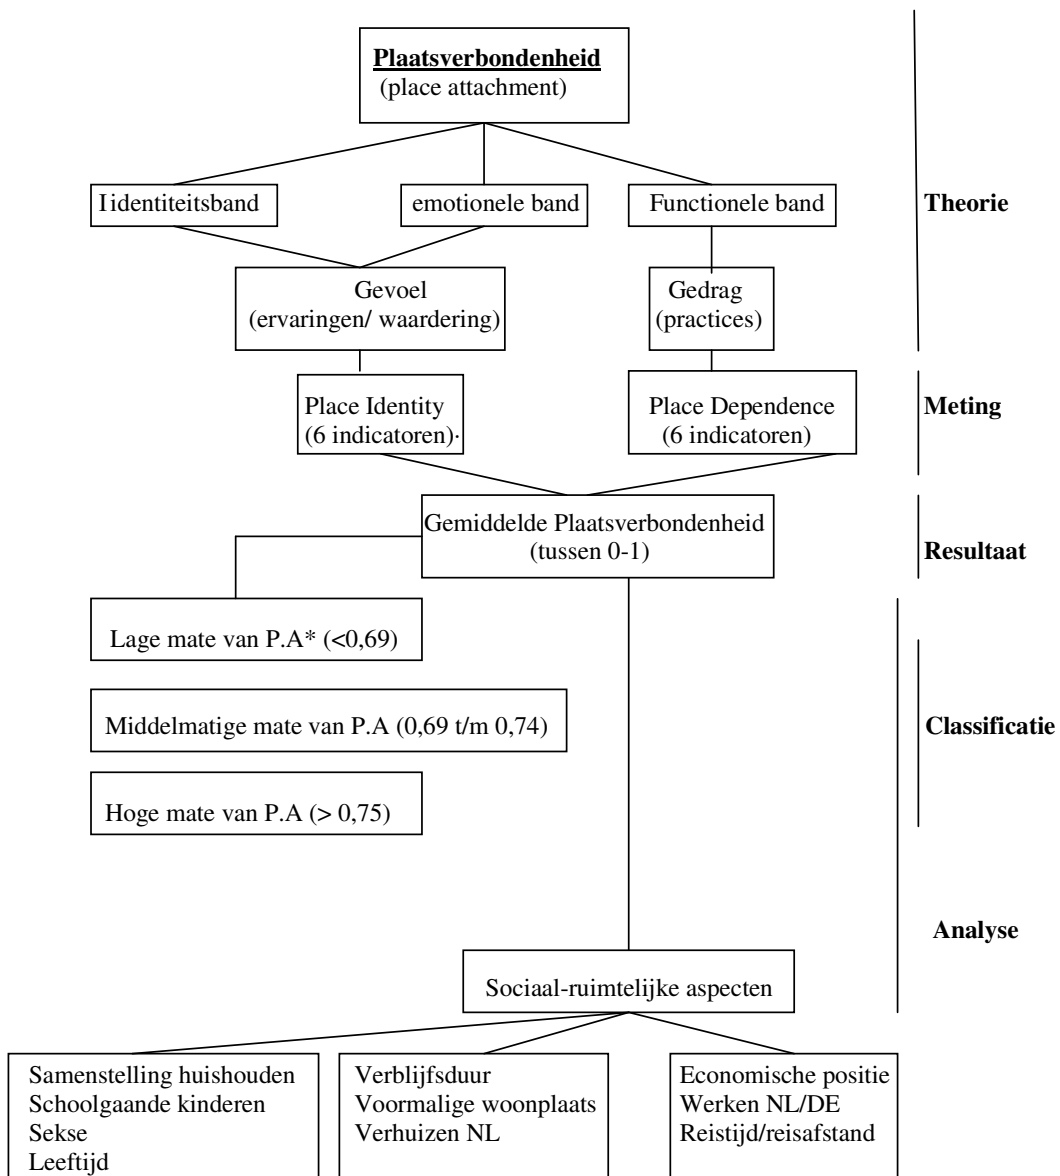 Plaatsverbondenheid
(place attachment)
Iidentiteitsband
emotionele band
Functionele band
Theorie
Gevoel
(ervaringen/ waardering)
Gedrag
(practices)
Place Identity
(6 indicatoren)·
Place Dependence
(6 indicatoren)
Meting
Gemiddelde Plaatsverbondenheid
(tussen 0-1)
Resultaat
Lage mate van P.A* (<0,69)
Middelmatige mate van P.A (0,69 t/m 0,74)
Classificatie
Hoge mate van P.A (> 0,75)
Analyse
Sociaal-ruimtelijke aspecten
Samenstelling huishouden
Schoolgaande kinderen
Sekse
Leeftijd
Verblijfsduur
Voormalige woonplaats
Verhuizen NL
Economische positie
Werken NL/DE
Reistijd/reisafstand